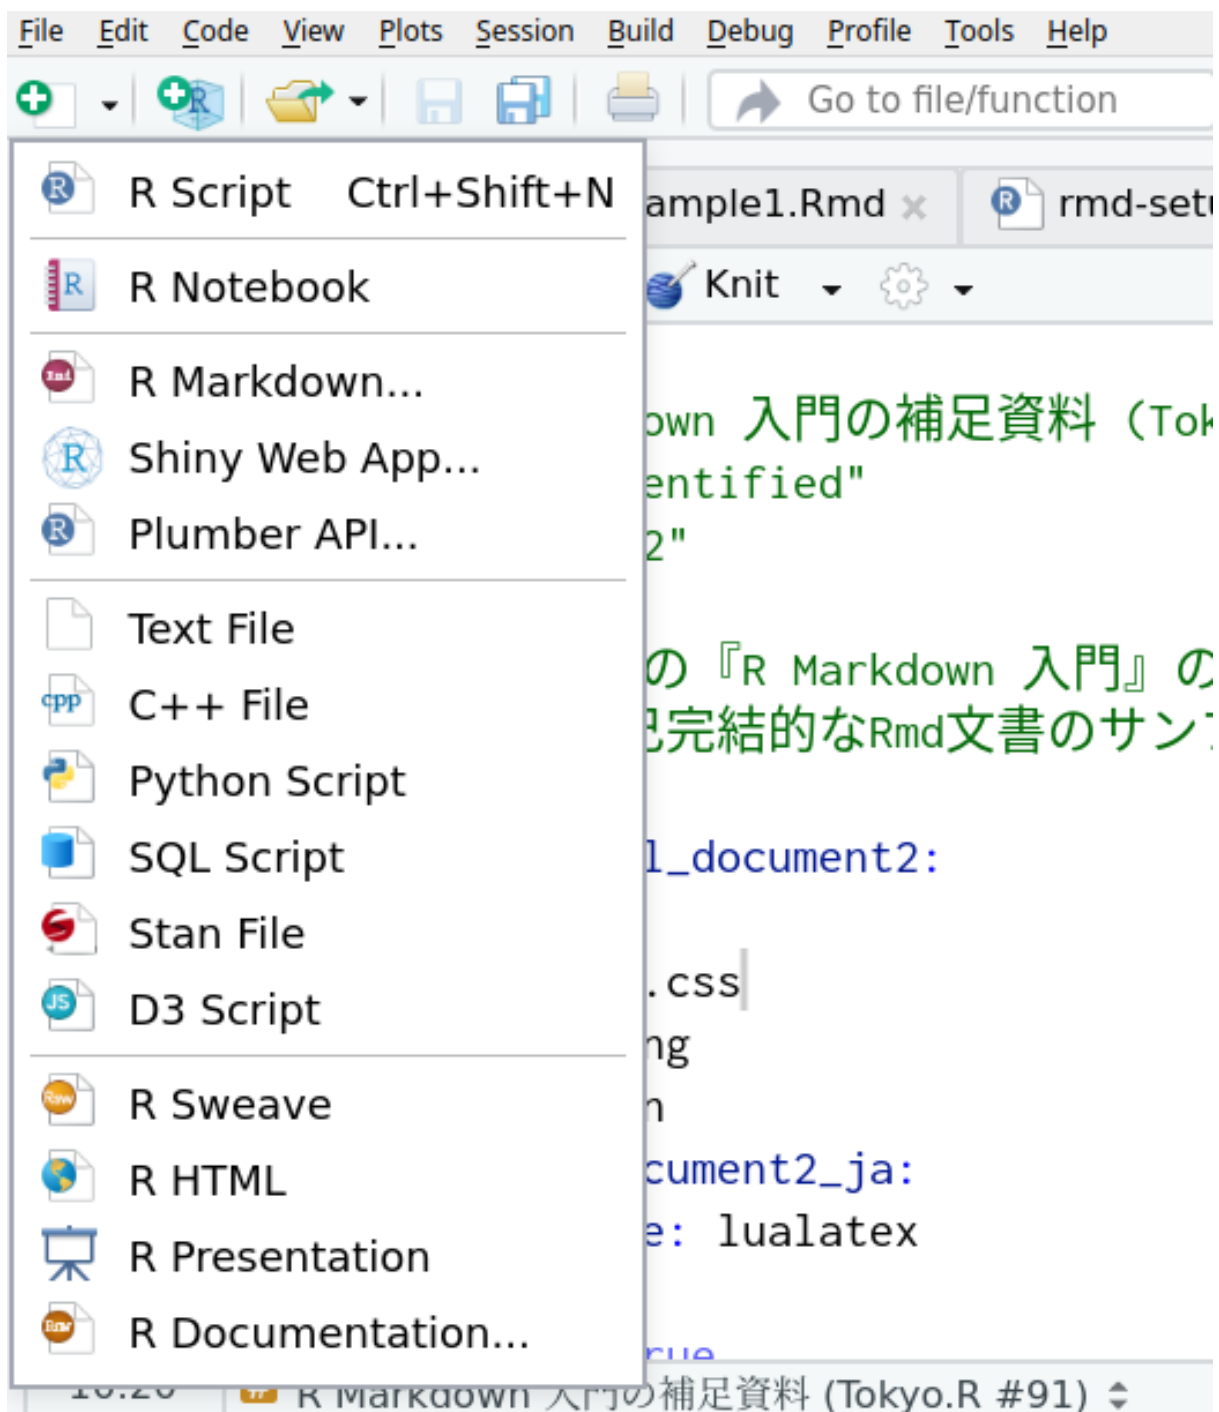 File Edit Code View Plots Session Build Debug Profile Tools Help
Go to file/function
R Script Ctrl+Shift+N
ample1.Rmd rmd-setu
R Notebook
Knit
R Markdown...
own 入門の補足資料 (Tok
Shiny Web App...
entified"
Plumber API...
2"
Text File
の『R Markdown 入門』の
C++ File
己完結的なRmd文書のサンプ
Python Script
SQL Script
l_document2:
Stan File
.css
D3 Script
ng
R Sweave
n
R HTML
cument2_ja:
R Presentation
e: lualatex
R Documentation...
rue
R Markdown 入門の補足資料 (Tokyo.R #91)